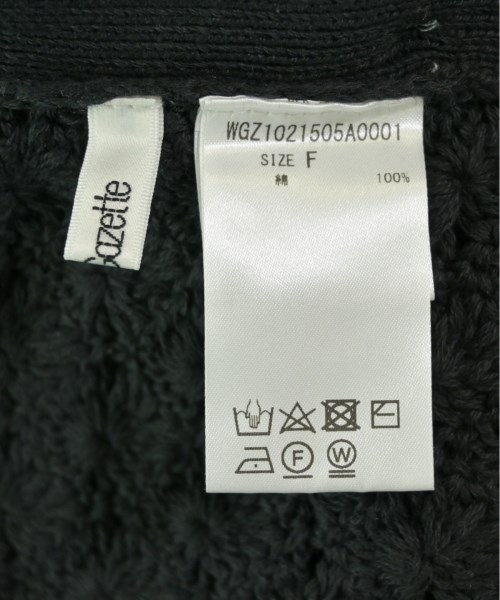 Gazette
WGZ1021505A0001
SIZE F
綿 100%
F W